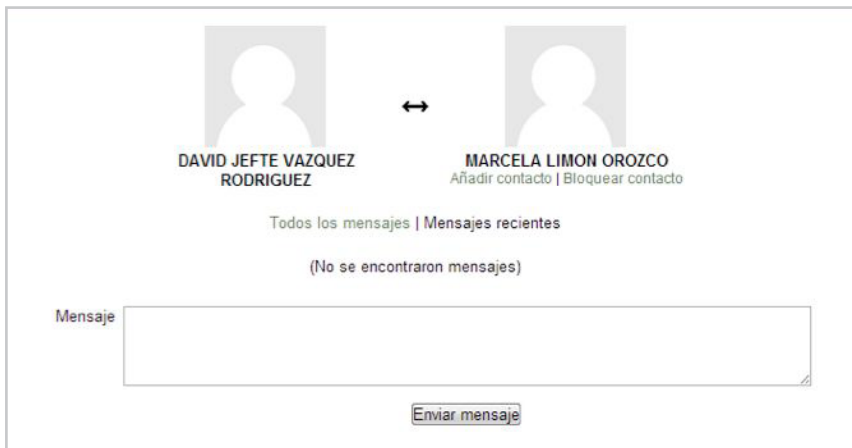 DAVID JEFTE VAZQUEZ
RODRIGUEZ
MARCELA LIMON OROZCO
Añadir contacto | Bloquear contacto
Todos los mensajes | Mensajes recientes
(No se encontraron mensajes)
Mensaje
Enviar mensaje